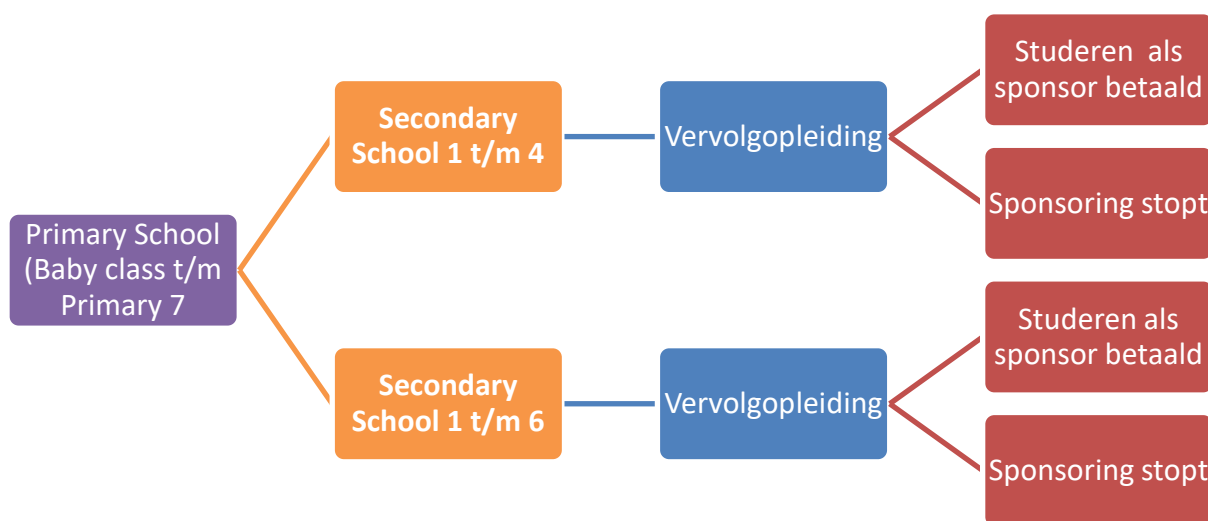 Primary School
(Baby class t/m
Primary 7
Secondary
School 1 t/m 4
Vervolgopleiding
Studeren als
sponsor betaald
Sponsoring stopt
Secondary
School 1 t/m 6
Vervolgopleiding
Studeren als
sponsor betaald
Sponsoring stopt